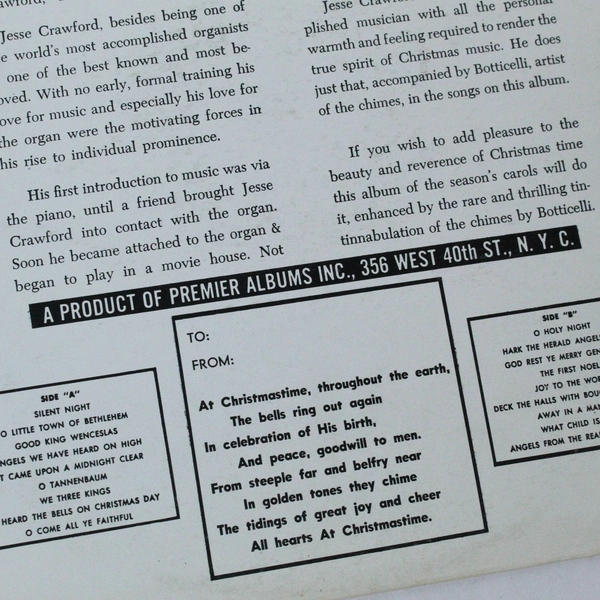 Jesse Crawford, besides being one of
world's most accomplished organists
one of the best known and most be-
With no early, formal training his
for music and especially his love for
the organ were the motivating forces in
his rise to individual prominence.
His first introduction to music was via
the piano, until a friend brought Jesse
Crawford into contact with the organ.
Soon he became attached to the organ &
began to play in a movie house. Not
Jesse
plished musician with all the personal
warmth and feeling required to render the
true spirit of Christmas music. He does
just that, accompanied by Botticelli, artist
of the chimes, in the songs on this album.
If you wish to add pleasure to the
beauty and reverence of Christmas time
this album of the season's carols will do
it, enhanced by the rare and thrilling tin-
tinnabulation of the chimes by Botticelli.
A PRODUCT OF PREMIER ALBUMS INC., 356 WEST 40th ST., N. Y. C.
SIDE "A"
SILENT NIGHT
O LITTLE TOWN OF BETHLEHEM
GOOD KING WENCESLAS
WE HAVE HEARD ON HIGH
CAME UPON A MIDNIGHT CLEAR
O TANNENBAUM
WE THREE KINGS
HEARD THE BELLS ON CHRISTMAS DAY
O COME ALL YE FAITHFUL
TO:
FROM:
At Christmastime, throughout the earth,
The bells ring out again
In celebration of His birth,
And peace, goodwill to men.
From steeple far and belfry near
In golden tones they chime
The tidings of great joy and cheer
All hearts At Christmastime.
SIDE "B"
O HOLY NIGHT
HARK THE HERALD
GOD REST YE MERRY
THE FIRST
JOY TO THE
DECK THE HALLS WITH
AWAY IN A
WHAT CHILD IS
ANGELS FROM THE